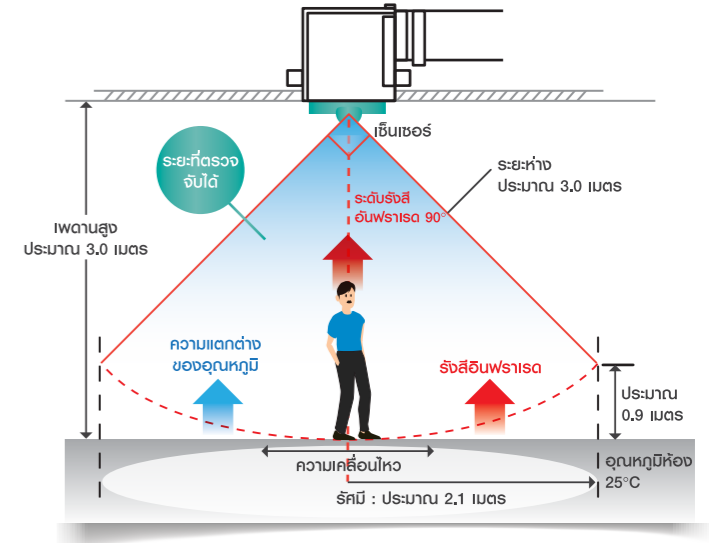 เซ็นเซอร์
ระยะที่ตรวจ
จับได้
ระยะห่าง
ประมาณ 3.0 เมตร
ระดับรังสี
อันฟราเรด 90°
เพดานสูง
ประมาณ 3.0 เมตร
ความแตกต่าง
ของอุณหภูมิ
รังสีอินฟราเรด
ประมาณ
0.9 เมตร
ความเคลื่อนไหว
อุณหภูมิห้อง
25°C
รัศมี : ประมาณ 2.1 เมตร